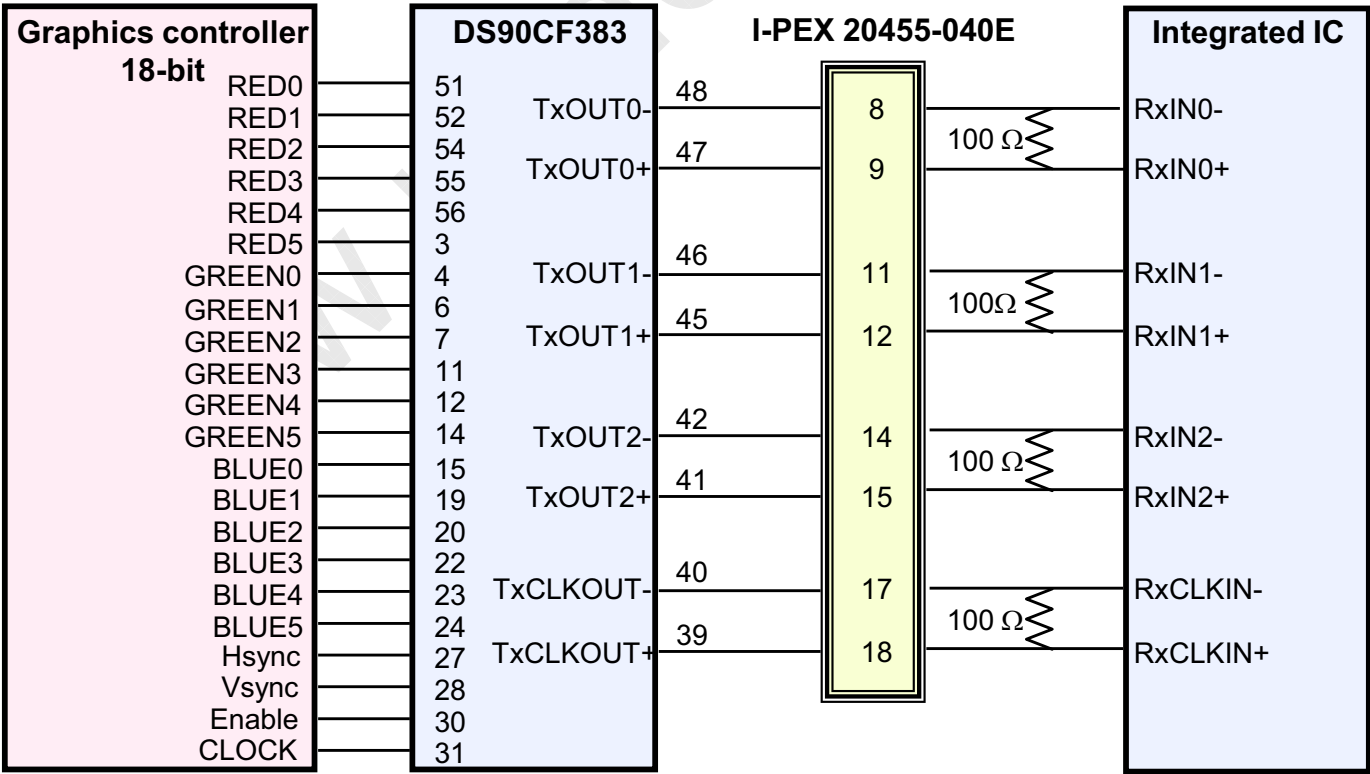 Graphics controller
18-bit
RED0
RED1
RED2
RED3
RED4
RED5
GREEN0
GREEN1
GREEN2
GREEN3
GREEN4
GREEN5
BLUE0
BLUE1
BLUE2
BLUE3
BLUE4
BLUE5
Hsync
Vsync
Enable
CLOCK
DS90CF383
51
52
54
55
56
3
4
6
7
11
12
14
15
19
20
22
23
24
27
28
30
31
TxOUT0-
TxOUT0+
TxOUT1-
TxOUT1+
TxOUT2-
TxOUT2+
TxCLKOUT-
TxCLKOUT+
48
47
46
45
42
41
40
39
I-PEX 20455-040E
8
9
11
12
14
15
17
18
100 Ω
100Ω
100 Ω
100 Ω
Integrated IC
RxIN0-
RxIN0+
RxIN1-
RxIN1+
RxIN2-
RxIN2+
RxCLKIN-
RxCLKIN+